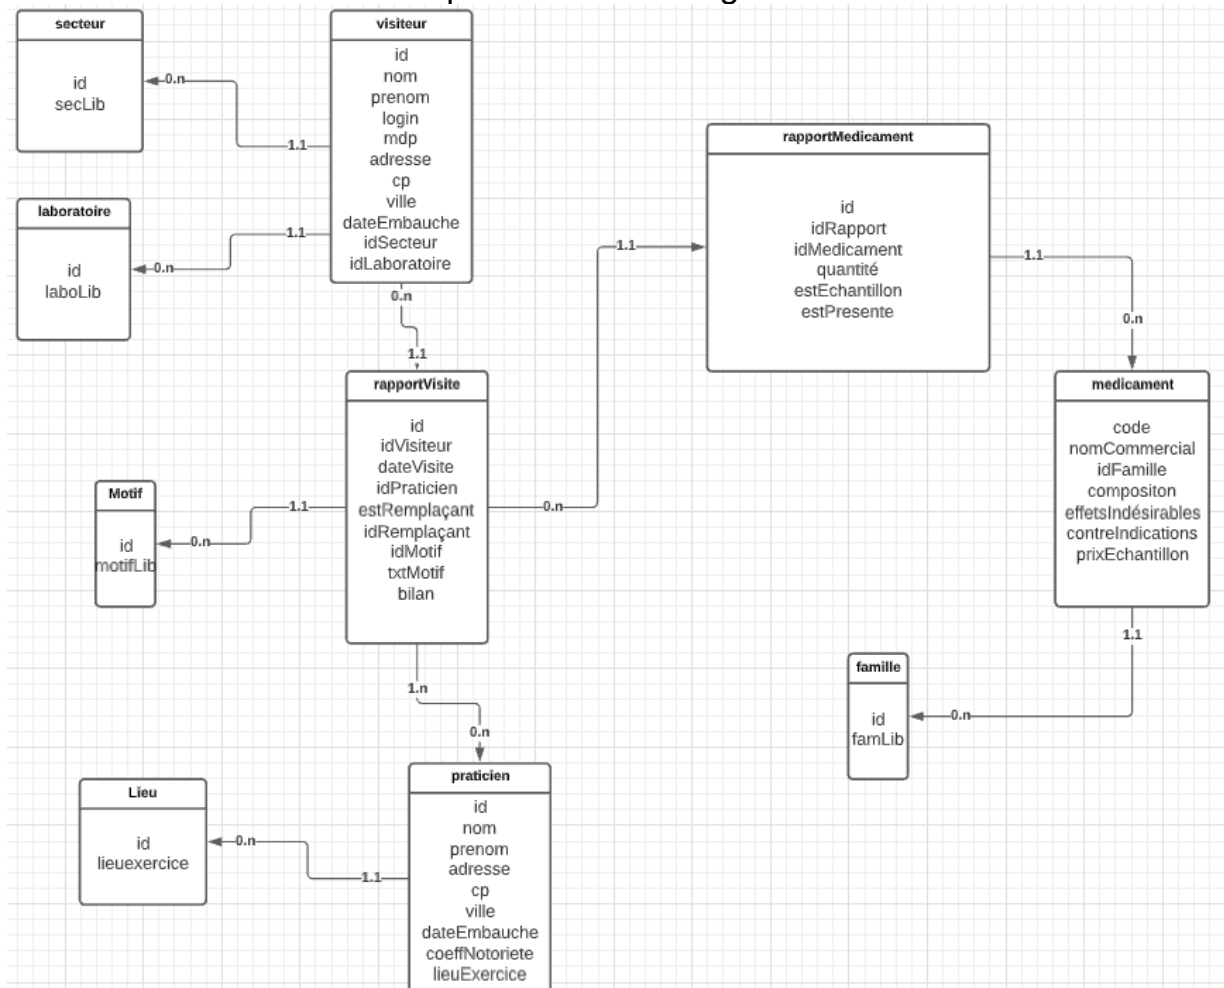 secteur
id
secLib
0.n
1.1
visiteur
id
nom
prenom
login
mdp
adresse
cp
ville
dateEmbauche
idSecteur
idLaboratoire
laboratoire
id
laboLib
0.n
1.1
0.n
1.1
rapportMedicament
id
idRapport
idMedicament
quantité
estEchantillon
estPresente
1.1
1.1
0.n
rapportVisite
id
idVisiteur
dateVisite
idPraticien
estRemplaçant
idRemplaçant
idMotif
txtMotif
bilan
0.n
medicament
code
nomCommercial
idFamille
compositon
effetsIndésirables
contreIndications
prixEchantillon
Motif
id
motifLib
0.n
1.1
1.1
famille
id
famLib
0.n
1.n
0.n
Lieu
id
lieuexercice
0.n
1.1
praticien
id
nom
prenom
adresse
cp
ville
dateEmbauche
coeffNotoriete
lieuExercice